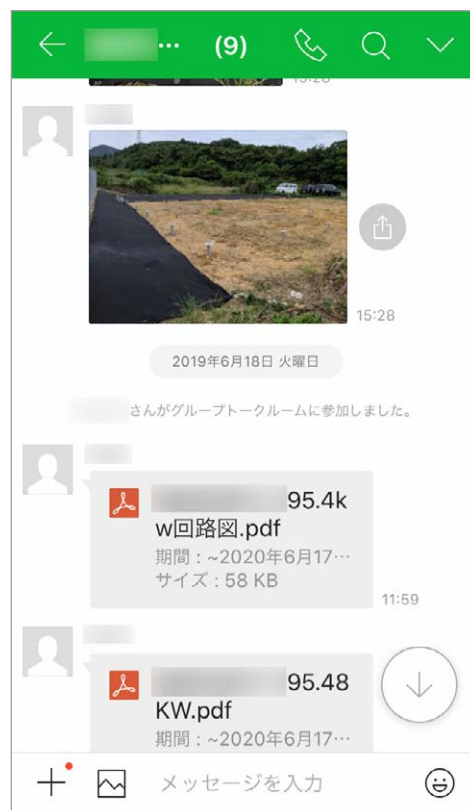 … (9)
15:28
15:28
2019年6月18日 火曜日
さんがグループトークルームに参加しました。
95.4k
w回路図.pdf
期間：~2020年6月17…
サイズ：58 KB
11:59
95.48
KW.pdf
期間：~2020年6月17…
メッセージを入力